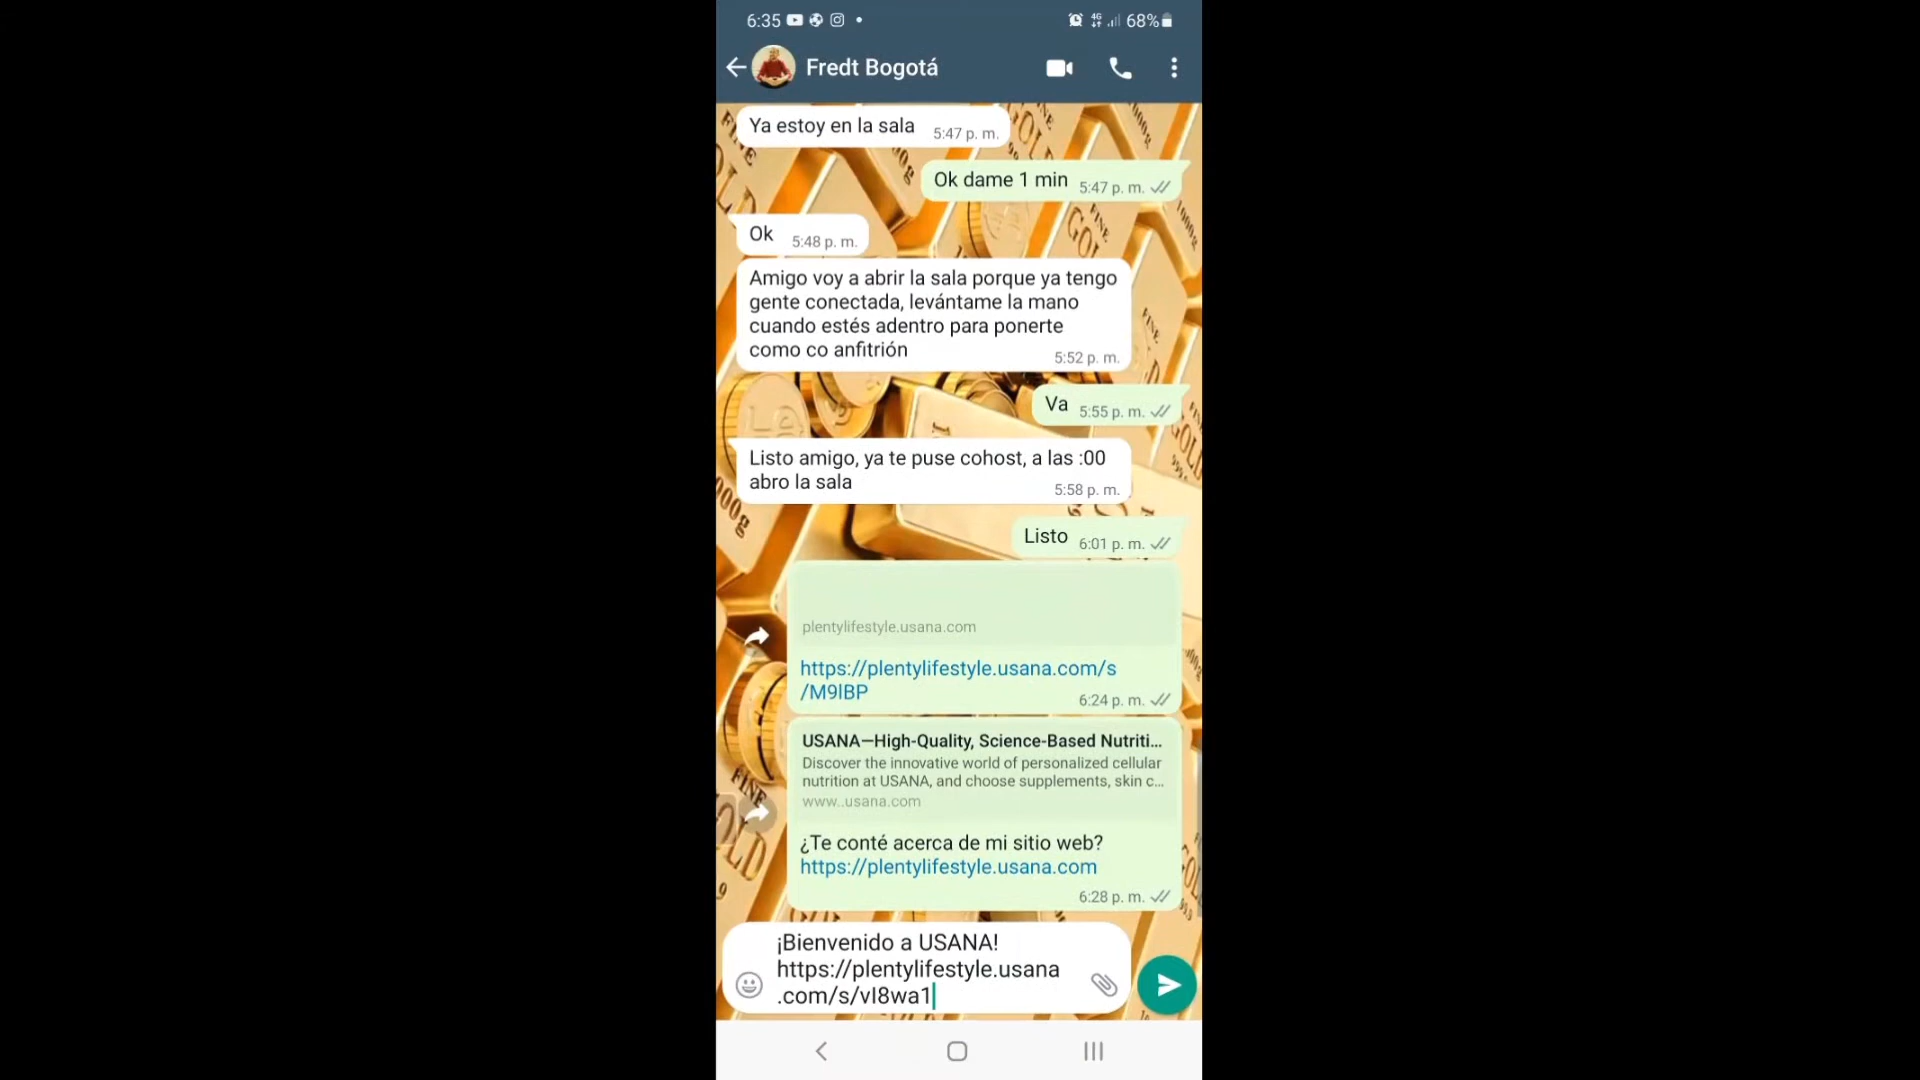 6:35
4G
68%
Fredt Bogotá
Ya estoy en la sala
5:47 p. m.
Ok dame 1 min
5:47 p. m.
Ok
5:48 p. m.
Amigo voy a abrir la sala porque ya tengo
gente conectada, levántame la mano
cuando estés adentro para ponerte
como co anfitrión
5:52 p. m.
Va
5:55 p. m.
Listo amigo, ya te puse cohost, a las :00
abro la sala
5:58 p. m.
Listo
6:01 p. m.
plentylifestyle.usana.com
https://plentylifestyle.usana.com/s
/M9lBP
6:24 p. m.
USANA—High-Quality, Science-Based Nutriti...
Discover the innovative world of personalized cellular
nutrition at USANA, and choose supplements, skin c...
www..usana.com
¿Te conté acerca de mi sitio web?
https://plentylifestyle.usana.com
6:28 p. m.
¡Bienvenido a USANA!
https://plentylifestyle.usana
.com/s/vI8wa1